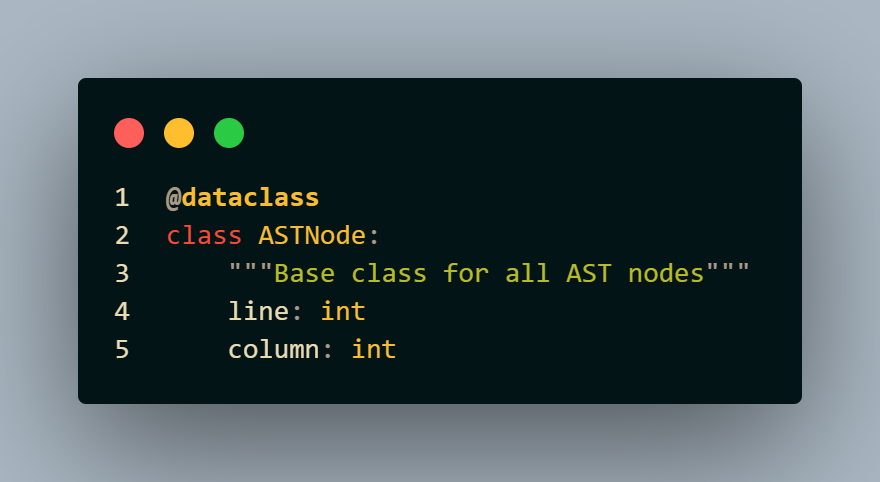 1 @dataclass
2 class ASTNode:
3     """Base class for all AST nodes"""
4     line: int
5     column: int